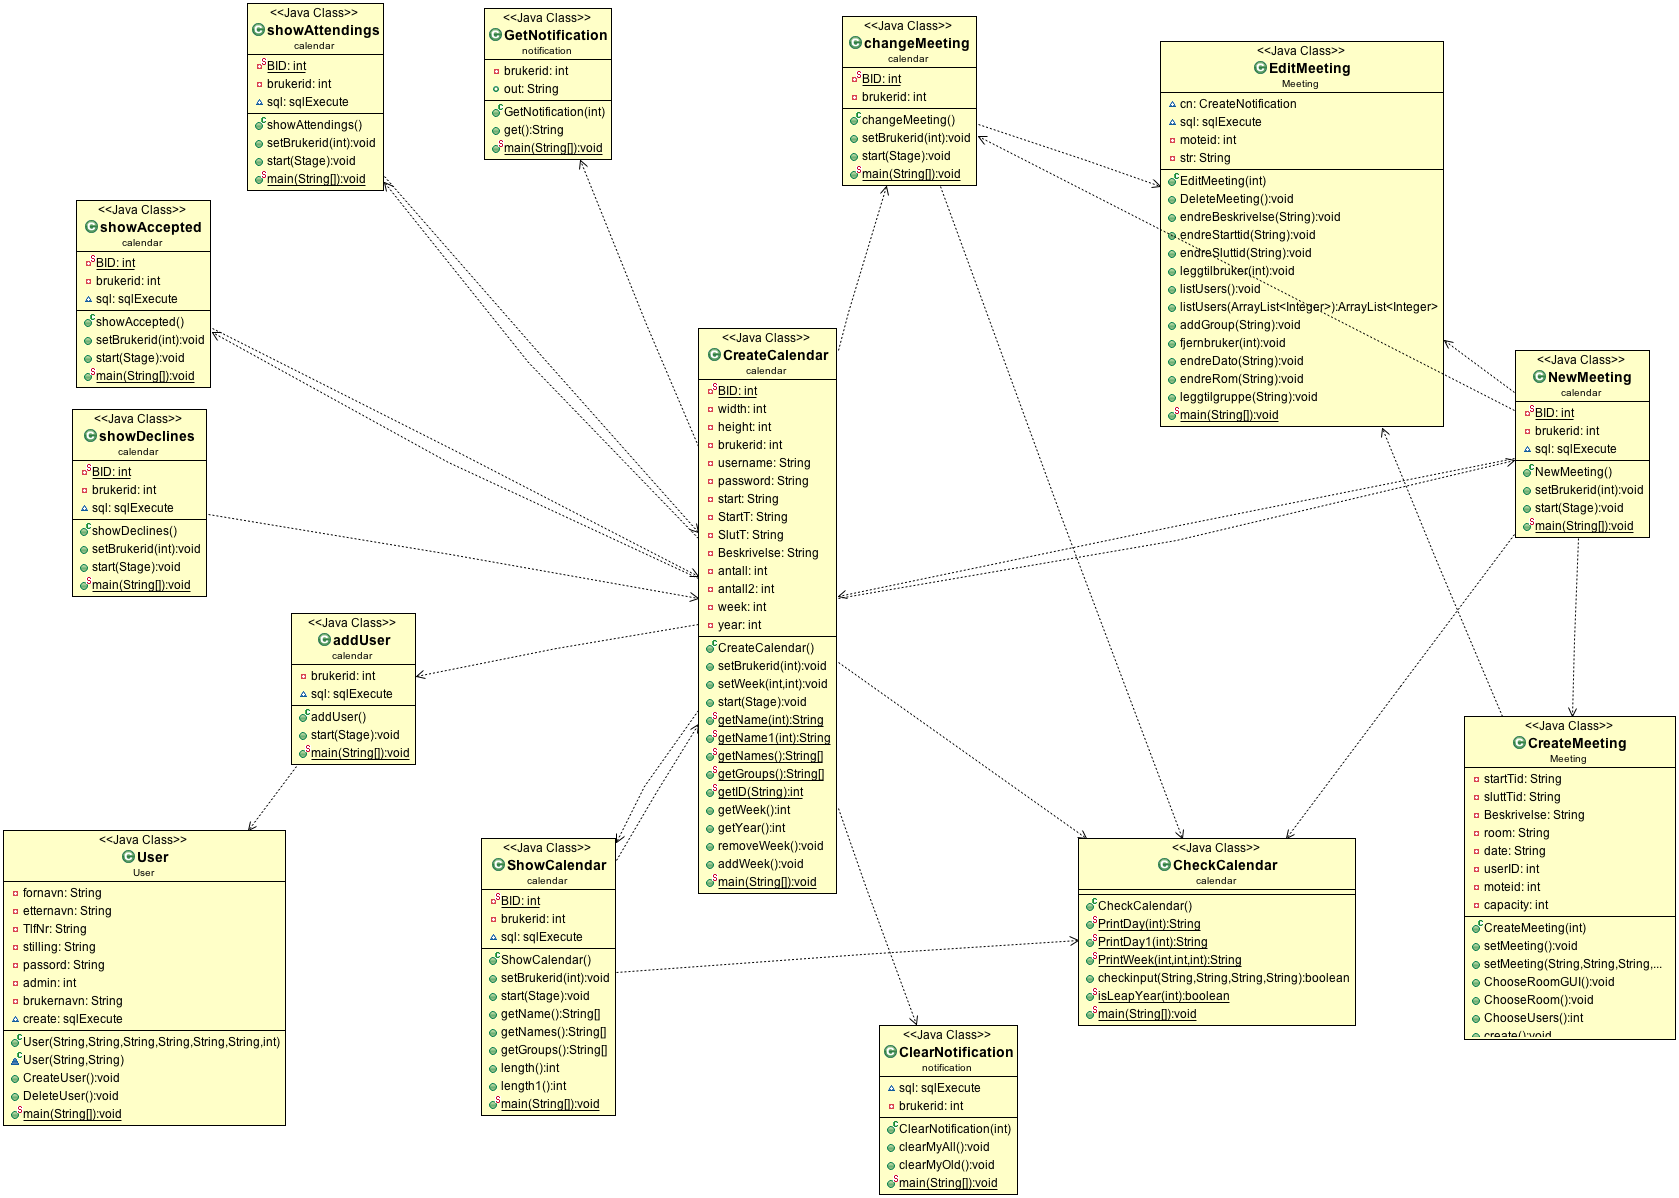 <<Java Class>>
showAttendings
calendar
BID: int
brukerid: int
sql: sqlExecute
showAttendings()
setBrukerid(int):void
start(Stage):void
main(String[]):void
<<Java Class>>
GetNotification
notification
brukerid: int
out: String
GetNotification(int)
get():String
main(String[]):void
<<Java Class>>
changeMeeting
calendar
BID: int
brukerid: int
changeMeeting()
setBrukerid(int):void
start(Stage):void
main(String[]):void
<<Java Class>>
EditMeeting
Meeting
cn: CreateNotification
sql: sqlExecute
moteid: int
str: String
EditMeeting(int)
DeleteMeeting():void
endreBeskrivelse(String):void
endreStarttid(String):void
endreSluttid(String):void
leggtilbruker(int):void
listUsers():void
listUsers(ArrayList<Integer>):ArrayList<Integer>
addGroup(String):void
fjernbruker(int):void
endreDato(String):void
endreRom(String):void
leggtilgruppe(String):void
main(String[]):void
<<Java Class>>
showAccepted
calendar
BID: int
brukerid: int
sql: sqlExecute
showAccepted()
setBrukerid(int):void
start(Stage):void
main(String[]):void
<<Java Class>>
CreateCalendar
calendar
BID: int
width: int
height: int
brukerid: int
username: String
password: String
start: String
StartT: String
SlutT: String
Beskrivelse: String
antall: int
antall2: int
week: int
year: int
CreateCalendar()
setBrukerid(int):void
setWeek(int,int):void
start(Stage):void
getName(int):String
getName1(int):String
getNames():String[]
getGroups():String[]
getID(String):int
getWeek():int
getYear():int
removeWeek():void
addWeek():void
main(String[]):void
<<Java Class>>
NewMeeting
calendar
BID: int
brukerid: int
sql: sqlExecute
NewMeeting()
setBrukerid(int):void
start(Stage):void
main(String[]):void
<<Java Class>>
showDeclines
calendar
BID: int
brukerid: int
sql: sqlExecute
showDeclines()
setBrukerid(int):void
start(Stage):void
main(String[]):void
<<Java Class>>
addUser
calendar
brukerid: int
sql: sqlExecute
addUser()
start(Stage):void
main(String[]):void
<<Java Class>>
CreateMeeting
Meeting
startTid: String
sluttTid: String
Beskrivelse: String
room: String
date: String
userID: int
moteid: int
capacity: int
CreateMeeting(int)
setMeeting():void
setMeeting(String,String,String,...
ChooseRoomGUI():void
ChooseRoom():void
ChooseUsers():int
create():void
<<Java Class>>
User
User
fornavn: String
etternavn: String
TlfNr: String
stilling: String
passord: String
admin: int
brukernavn: String
create: sqlExecute
User(String,String,String,String,String,String,int)
User(String,String)
CreateUser():void
DeleteUser():void
main(String[]):void
<<Java Class>>
ShowCalendar
calendar
BID: int
brukerid: int
sql: sqlExecute
ShowCalendar()
setBrukerid(int):void
start(Stage):void
getName():String[]
getNames():String[]
getGroups():String[]
length():int
length1():int
main(String[]):void
<<Java Class>>
CheckCalendar
calendar
CheckCalendar()
PrintDay(int):String
PrintDay1(int):String
PrintWeek(int,int,int):String
checkinput(String,String,String,String):boolean
isLeapYear(int):boolean
main(String[]):void
<<Java Class>>
ClearNotification
notification
sql: sqlExecute
brukerid: int
ClearNotification(int)
clearMyAll():void
clearMyOld():void
main(String[]):void